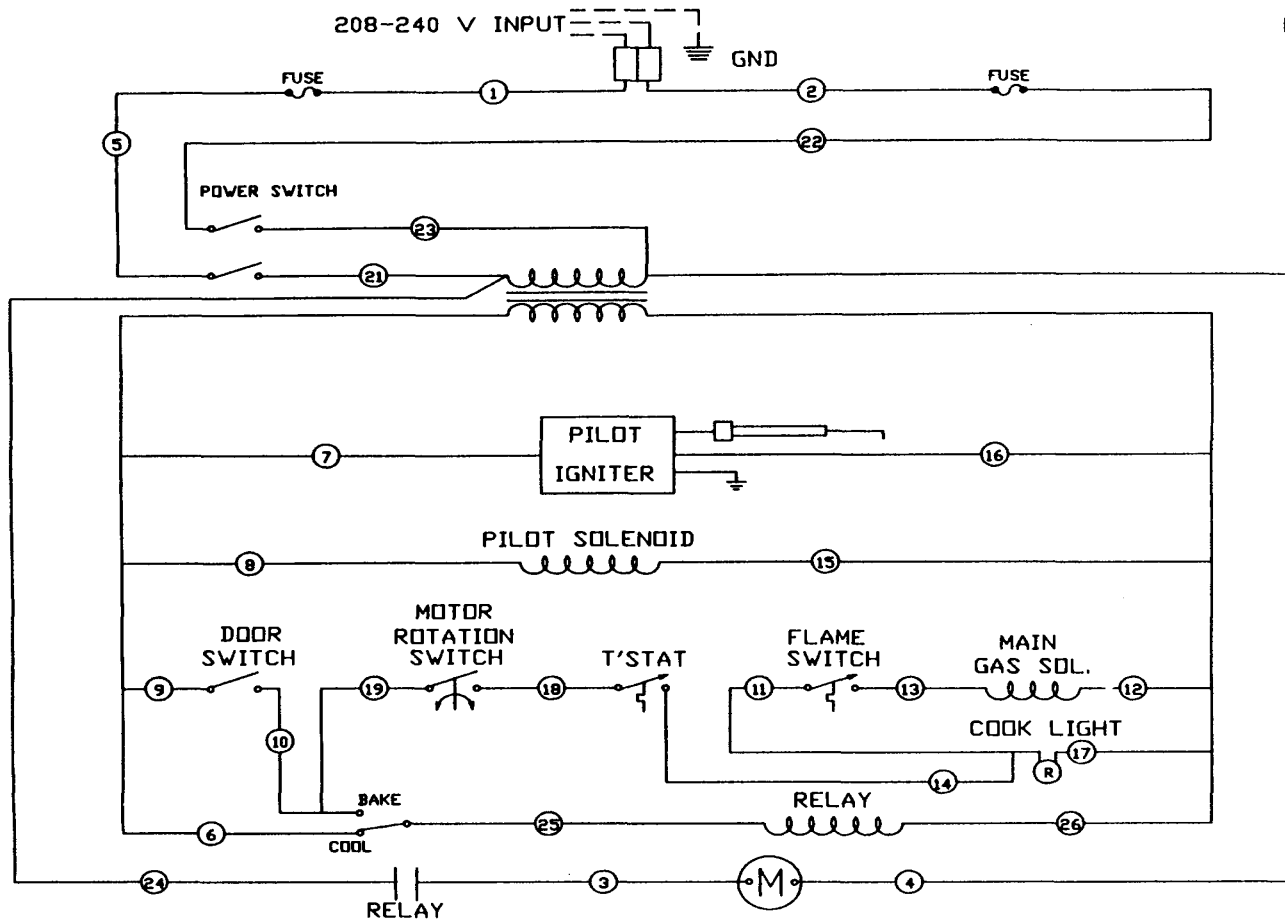 208-240 V INPUT
GND
FUSE
FUSE
1
2
5
22
POWER SWITCH
23
21
PILOT
IGNITER
7
16
PILOT SOLENOID
8
15
DOOR
SWITCH
MOTOR
ROTATION
SWITCH
T'STAT
FLAME
SWITCH
MAIN
GAS SOL.
9
19
18
11
13
12
10
COOK LIGHT
17
R
14
BAKE
COOL
RELAY
6
25
26
24
RELAY
3
M
4